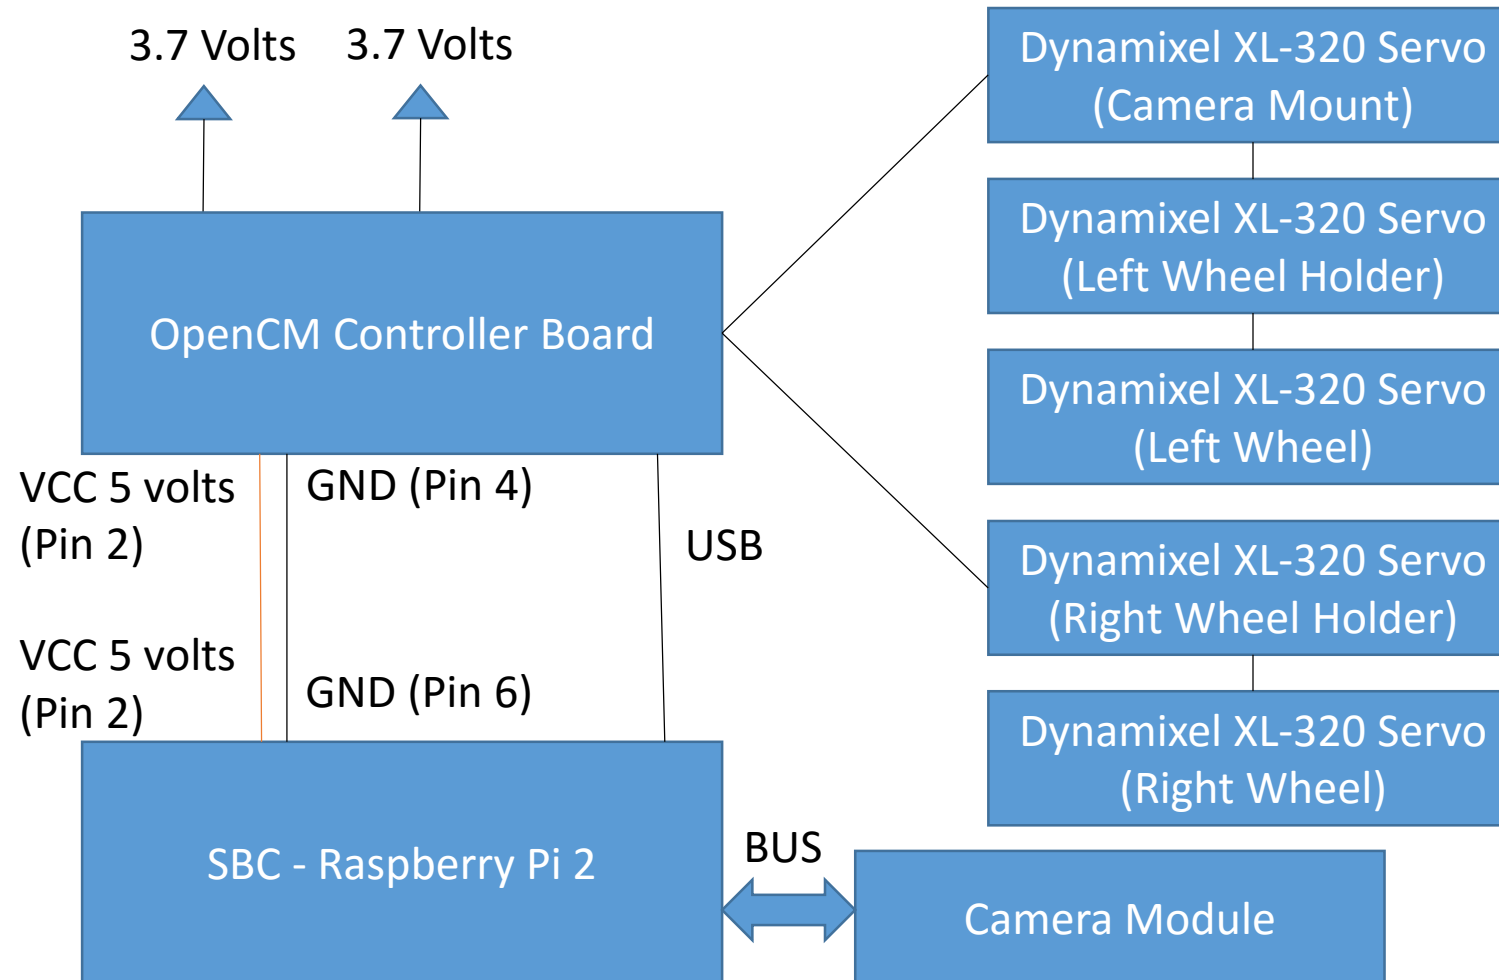 3.7 Volts
3.7 Volts
OpenCM Controller Board
VCC 5 volts
(Pin 2)
GND (Pin 4)
USB
VCC 5 volts
(Pin 2)
GND (Pin 6)
SBC - Raspberry Pi 2
BUS
Camera Module
Dynamixel XL-320 Servo
(Camera Mount)
Dynamixel XL-320 Servo
(Left Wheel Holder)
Dynamixel XL-320 Servo
(Left Wheel)
Dynamixel XL-320 Servo
(Right Wheel Holder)
Dynamixel XL-320 Servo
(Right Wheel)